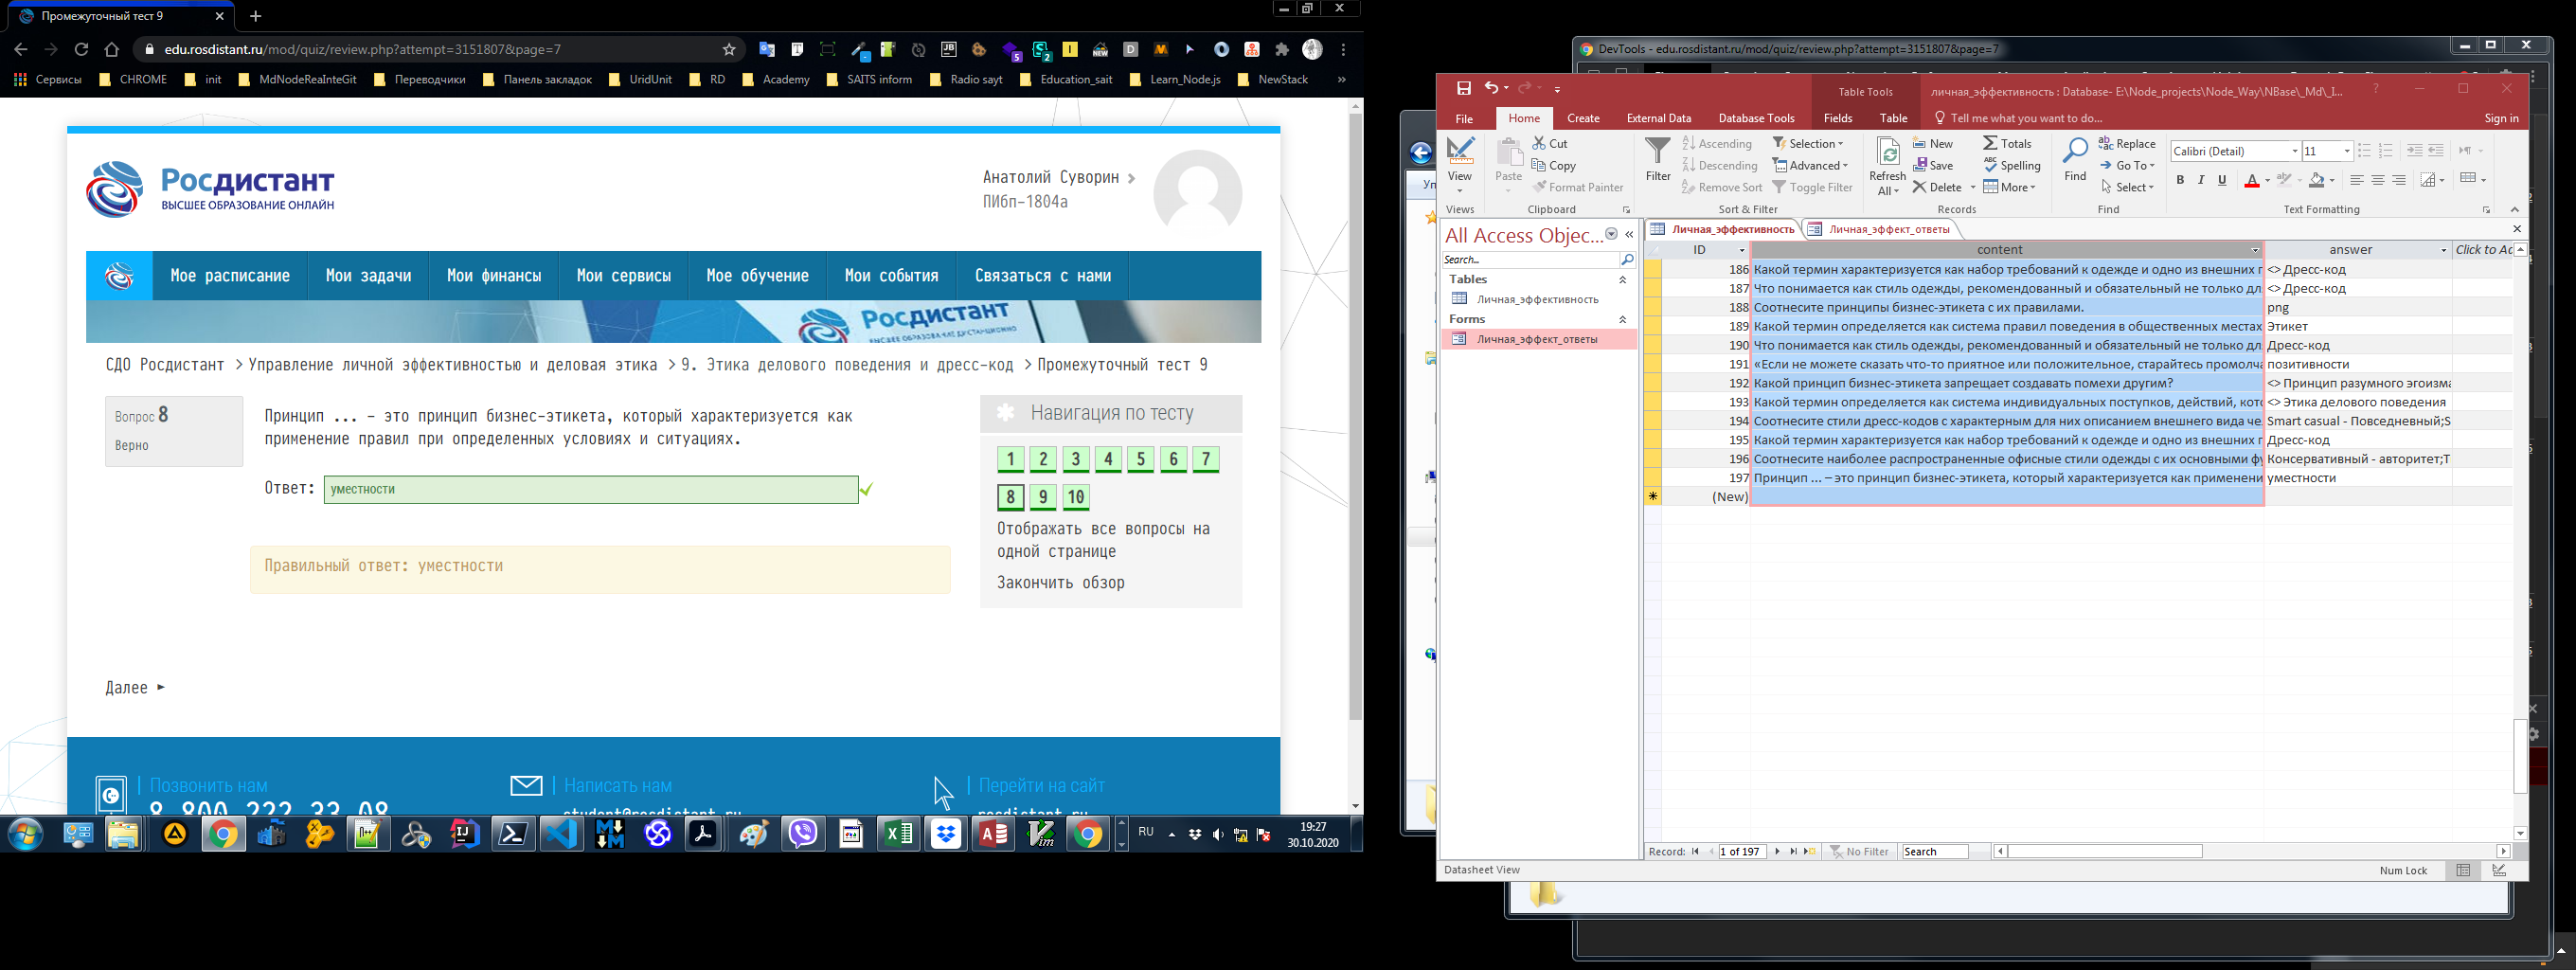 Промежуточный тест 9
edu.rosdistant.ru/mod/quiz/review.php?attempt=3151807&page=7
Сервисы CHROME init MdNodeReaInteGit Переводчики Панель закладок UridUnit RD Academy SAITS inform Radio sayt Education_sait Learn_Node.js NewStack »
Росдистант
ВЫСШЕЕ ОБРАЗОВАНИЕ ОНЛАЙН
Анатолий Суворин
ПИбп-1804а
Мое расписание Мои задачи Мои финансы Мои сервисы Мое обучение Мои события Связаться с нами
Росдистант
СДО Росдистант > Управление личной эффективностью и деловая этика > 9. Этика делового поведения и дресс-код > Промежуточный тест 9
Вопрос 8
Верно
Принцип ... – это принцип бизнес-этикета, который характеризуется как
применение правил при определенных условиях и ситуациях.
Ответ: уместности
Правильный ответ: уместности
Навигация по тесту
1 2 3 4 5 6 7
8 9 10
Отображать все вопросы на
одной странице
Закончить обзор
Далее ►
Позвонить нам
8 800 222 33 08
Написать нам
student@rosdistant.ru
Перейти на сайт
rosdistant.ru
RU
19:27
30.10.2020
DevTools - edu.rosdistant.ru/mod/quiz/review.php?attempt=3151807&page=7
Table Tools
личная_эффективность : Database- E:\Node_projects\Node_Way\NBase\_Md\_I...
File Home Create External Data Database Tools Fields Table Tell me what you want to do... Sign in
View
Views
Paste
Cut
Copy
Format Painter
Clipboard
Filter
Ascending
Descending
Remove Sort
Selection
Advanced
Toggle Filter
Sort & Filter
Refresh
All
New
Save
Delete
Totals
Spelling
More
Records
Find
Replace
Go To
Select
Find
Calibri (Detail) 11
B I U
Text Formatting
All Access Objec...
Search...
Tables
Личная_эффективность
Forms
Личная_эффект_ответы
Личная_эффективность Личная_эффект_ответы
ID content answer Click to Ad
186 Какой термин характеризуется как набор требований к одежде и одно из внешних п <> Дресс-код
187 Что понимается как стиль одежды, рекомендованный и обязательный не только дл <> Дресс-код
188 Соотнесите принципы бизнес-этикета с их правилами. png
189 Какой термин определяется как система правил поведения в общественных местах Этикет
190 Что понимается как стиль одежды, рекомендованный и обязательный не только дл Дресс-код
191 «Если не можете сказать что-то приятное или положительное, старайтесь промолча позитивности
192 Какой принцип бизнес-этикета запрещает создавать помехи другим? <> Принцип разумного эгоизма
193 Какой термин определяется как система индивидуальных поступков, действий, кото <> Этика делового поведения
194 Соотнесите стили дресс-кодов с характерным для них описанием внешнего вида че Smart casual - Повседневный;S
195 Какой термин характеризуется как набор требований к одежде и одно из внешних п Дресс-код
196 Соотнесите наиболее распространенные офисные стили одежды с их основными фу Консервативный - авторитет;Т
197 Принцип ... – это принцип бизнес-этикета, который характеризуется как применени уместности
(New)
Record: 1 of 197 No Filter Search
Datasheet View
Num Lock